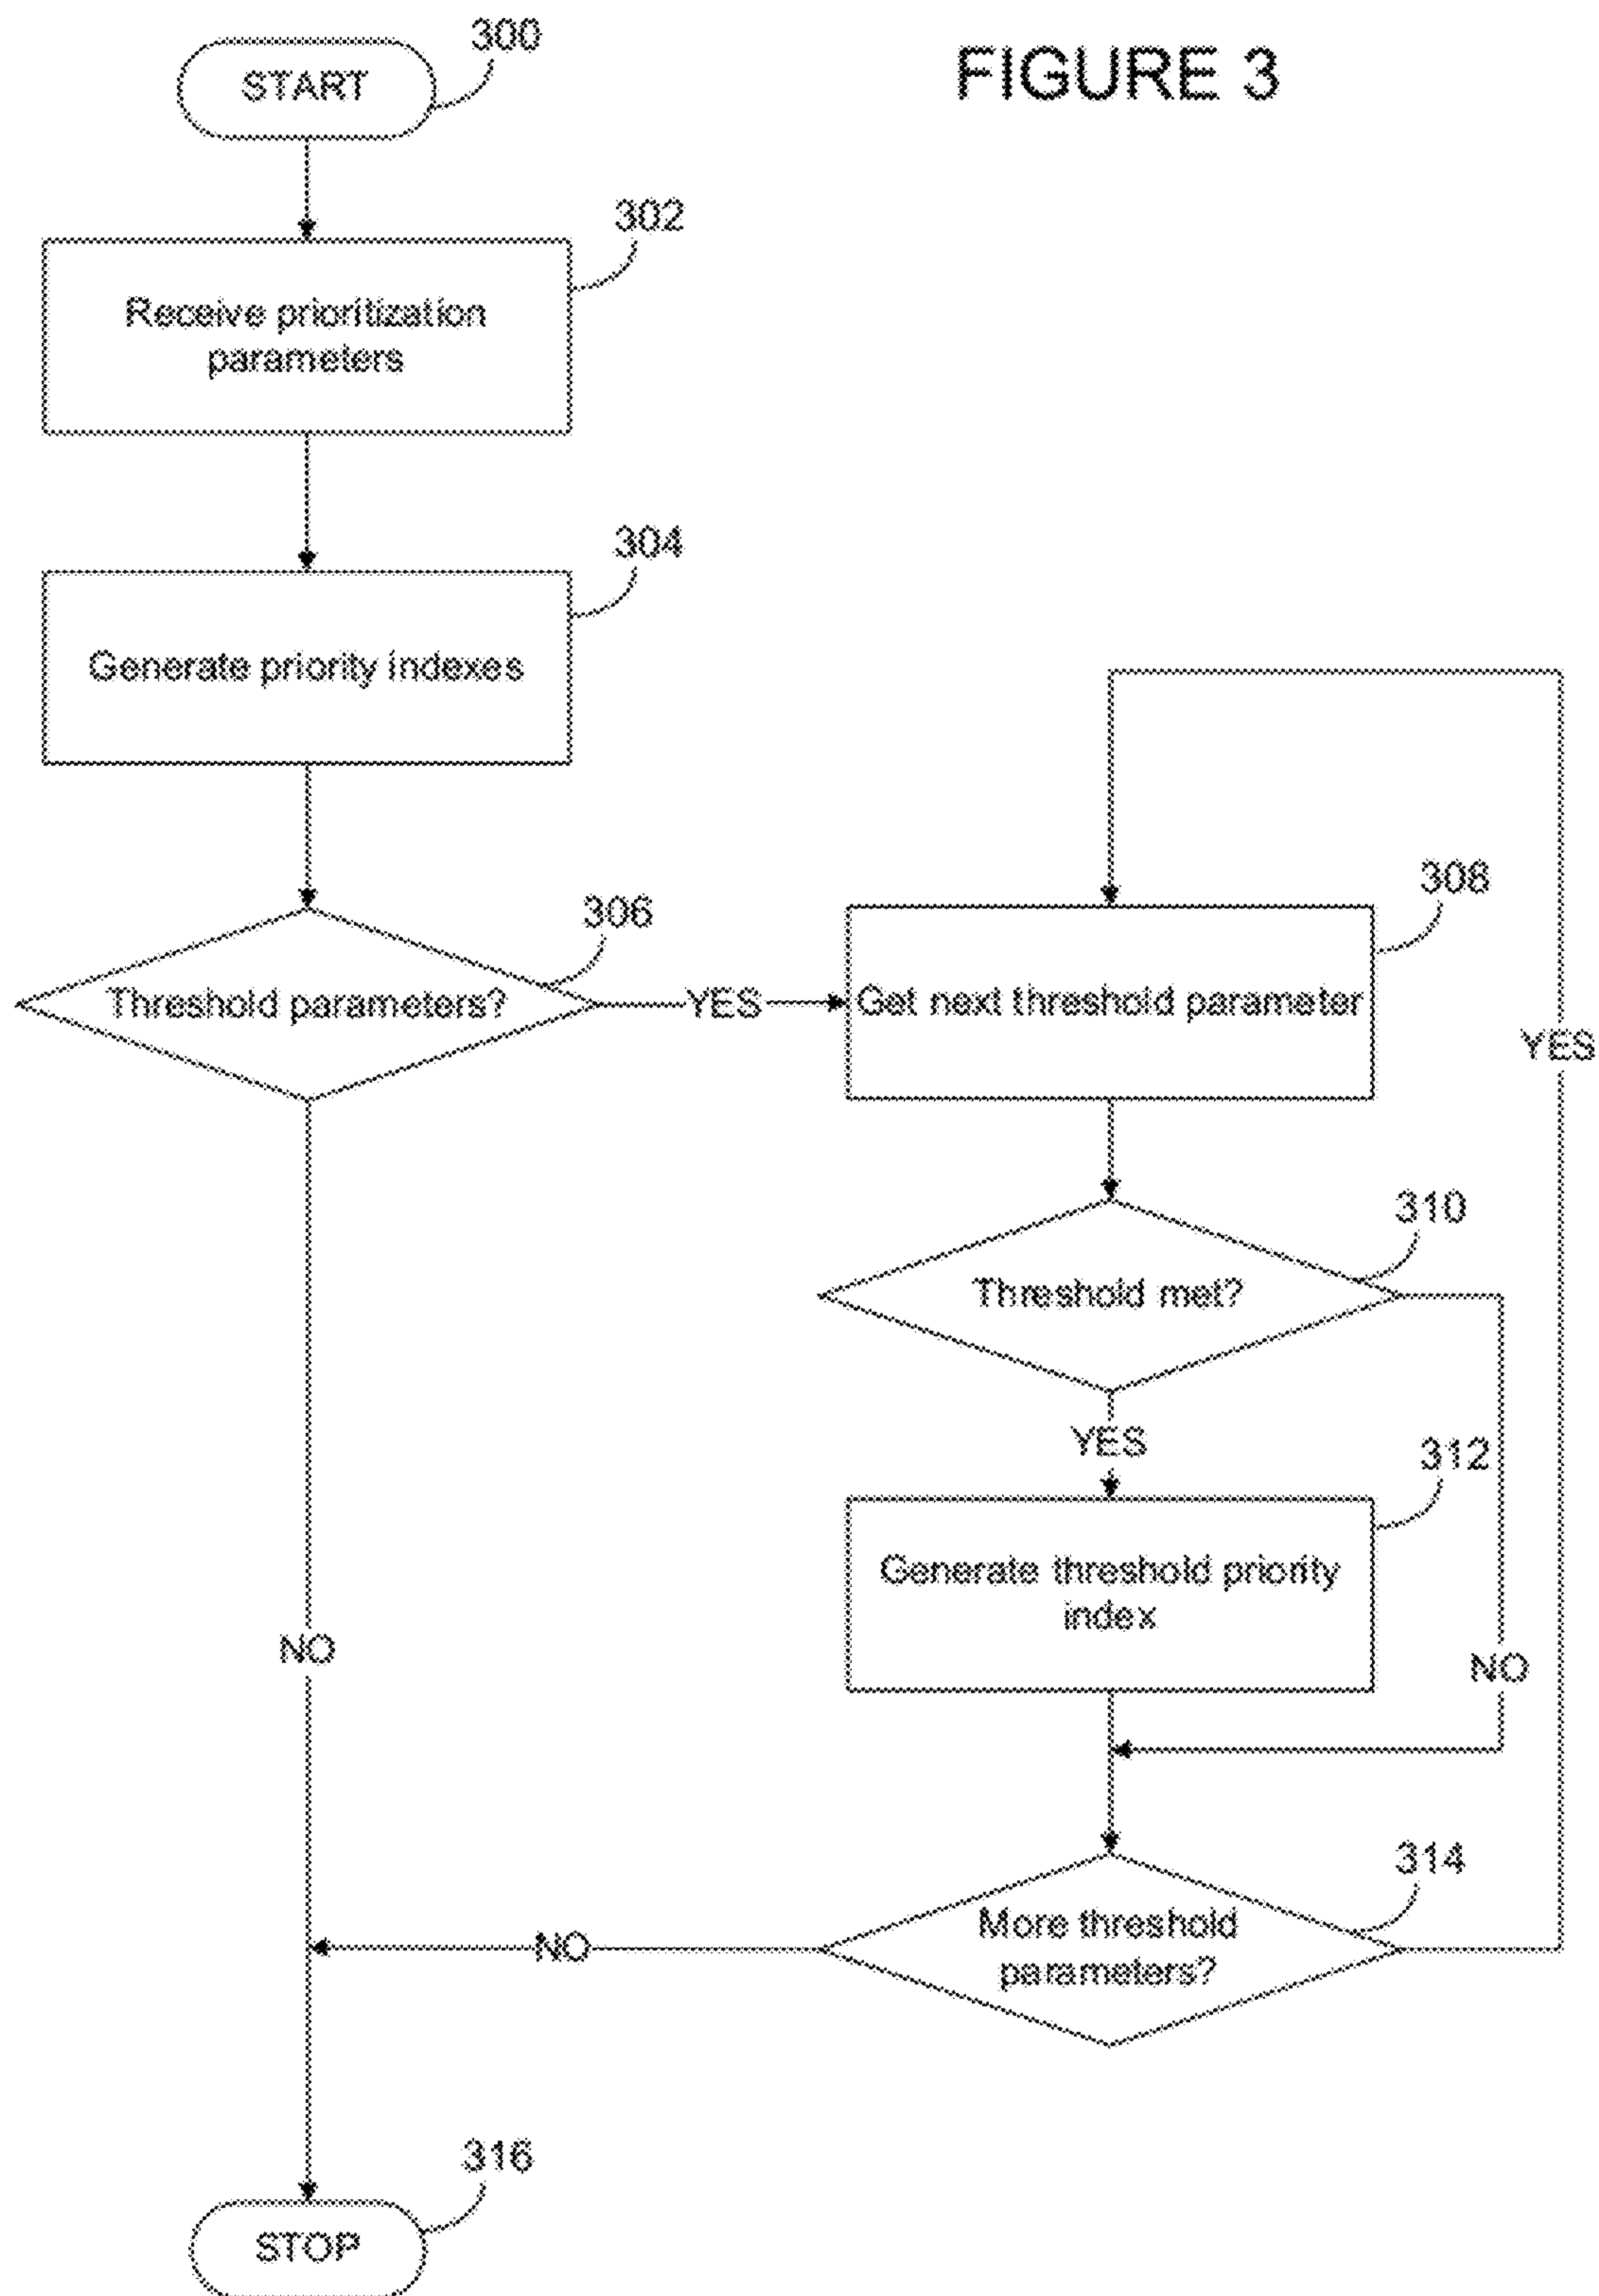 FIGURE 3
300
START
302
Receive prioritization
parameters
304
Generate priority indexes
306
Threshold parameters?
YES
308
Get next threshold parameter
YES
310
Threshold met?
YES
312
Generate threshold priority
index
NO
NO
314
More threshold
parameters?
NO
316
STOP